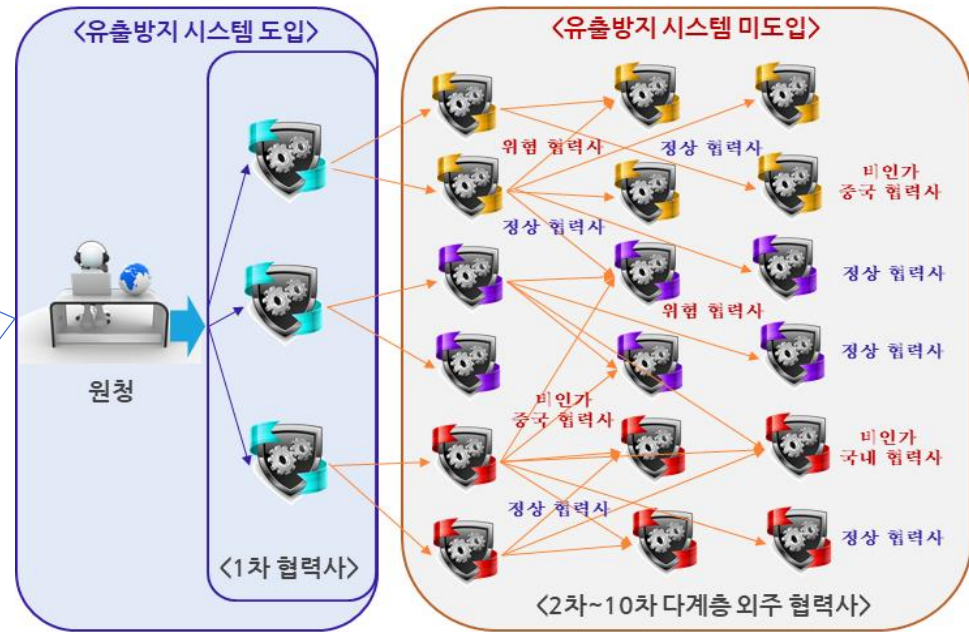 <유출방지 시스템 도입>
<유출방지 시스템 미도입>
위험 협력사
정상 협력사
비인가
중국 협력사
정상 협력사
정상 협력사
위험 협력사
정상 협력사
원청
비인가
중국 협력사
비인가
국내 협력사
정상 협력사
정상 협력사
<1차 협력사>
<2차~10차 다계층 외주 협력사>